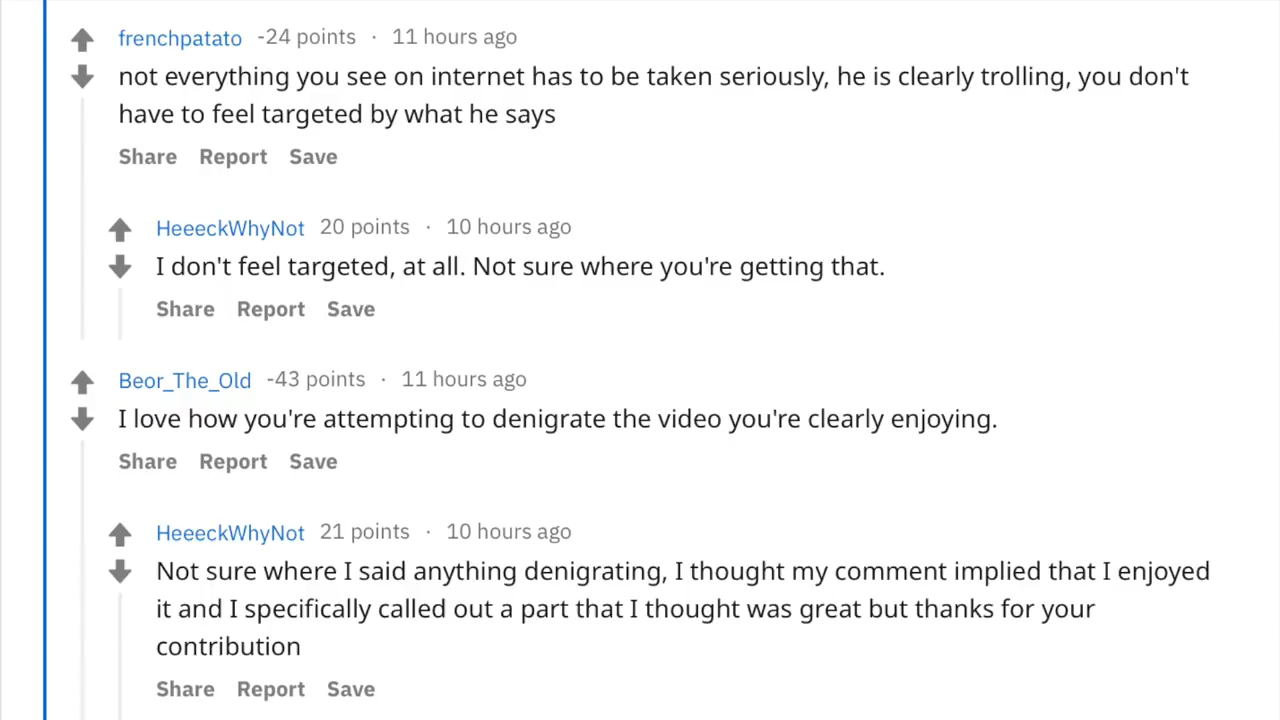 frenchpatato -24 points · 11 hours ago
not everything you see on internet has to be taken seriously, he is clearly trolling, you don't
have to feel targeted by what he says
Share Report Save
HeeeckWhyNot 20 points · 10 hours ago
I don't feel targeted, at all. Not sure where you're getting that.
Share Report Save
Beor_The_Old -43 points · 11 hours ago
I love how you're attempting to denigrate the video you're clearly enjoying.
Share Report Save
HeeeckWhyNot 21 points · 10 hours ago
Not sure where I said anything denigrating, I thought my comment implied that I enjoyed
it and I specifically called out a part that I thought was great but thanks for your
contribution
Share Report Save